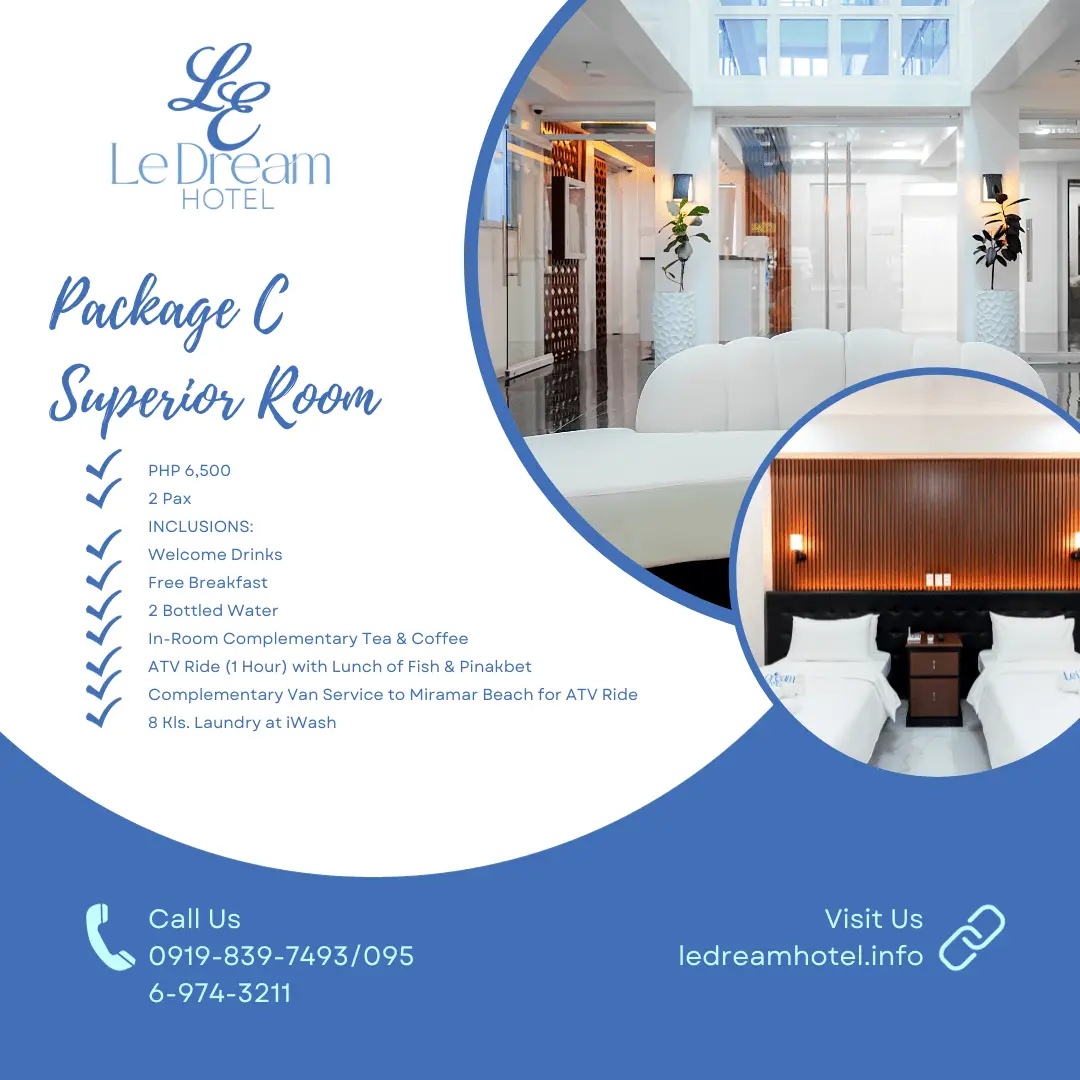 LE
Le Dream
HOTEL
Package C
Superior Room
PHP 6,500
2 Pax
INCLUSIONS:
Welcome Drinks
Free Breakfast
2 Bottled Water
In-Room Complementary Tea & Coffee
ATV Ride (1 Hour) with Lunch of Fish & Pinakbet
Complementary Van Service to Miramar Beach for ATV Ride
8 Kls. Laundry at iWash
Call Us
0919-839-7493/095
6-974-3211
Visit Us
ledreamhotel.info